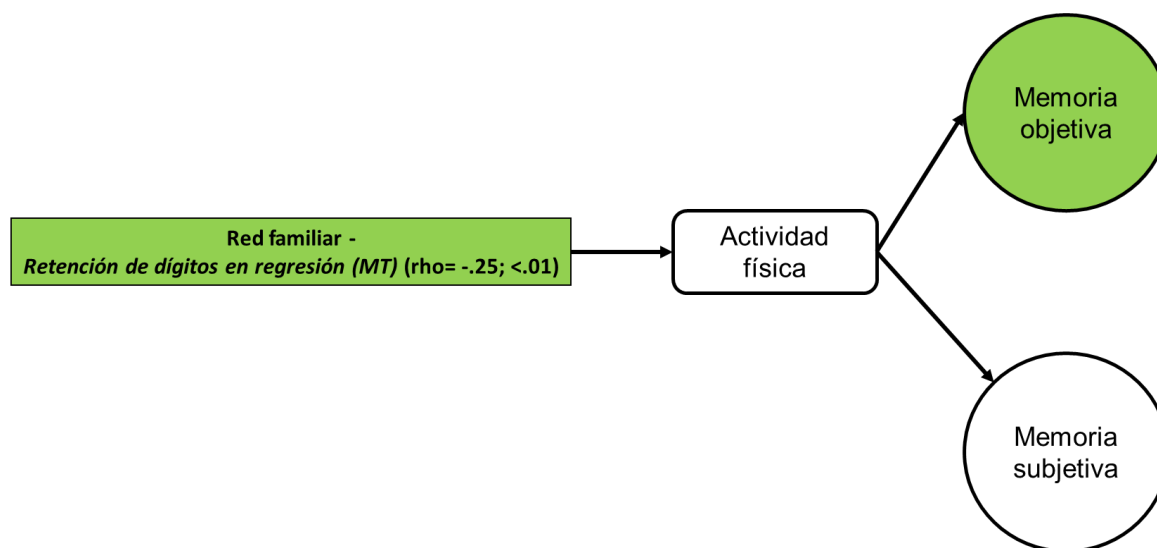 Memoria
objetiva
Red familiar -
Retención de dígitos en regresión (MT) (rho= -.25; <.01)
Actividad
física
Memoria
subjetiva